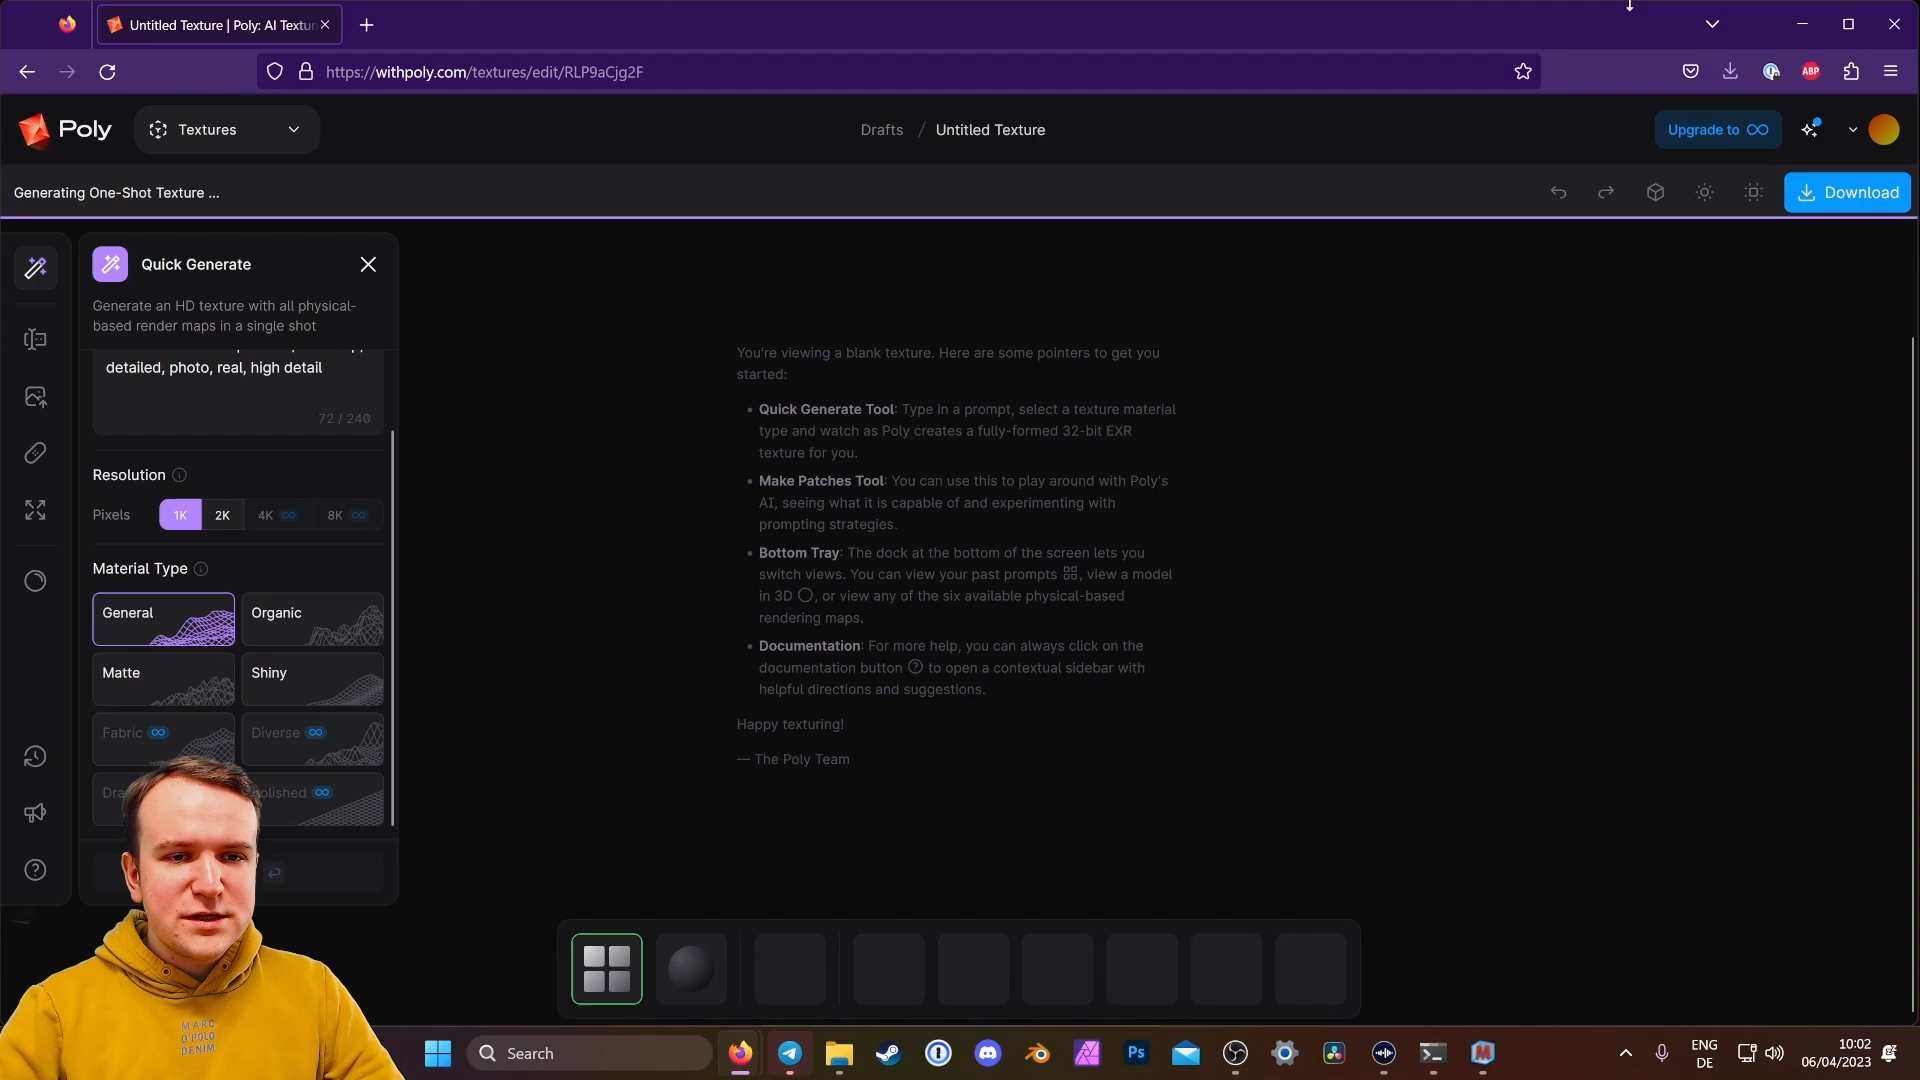 Untitled Texture | Poly: AI Textur
https://withpoly.com/textures/edit/RLP9aCjg2F
ABP
Poly
Textures
Drafts / Untitled Texture
Upgrade to
Generating One-Shot Texture ...
Download
Quick Generate
Generate an HD texture with all physical-
based render maps in a single shot
detailed, photo, real, high detail
72 / 240
Resolution
Pixels 1K 2K 4K 8K
Material Type
General Organic
Matte Shiny
Fabric Diverse
You're viewing a blank texture. Here are some pointers to get you
started:
• Quick Generate Tool: Type in a prompt, select a texture material
type and watch as Poly creates a fully-formed 32-bit EXR
texture for you.
• Make Patches Tool: You can use this to play around with Poly's
AI, seeing what it is capable of and experimenting with
prompting strategies.
• Bottom Tray: The dock at the bottom of the screen lets you
switch views. You can view your past prompts , view a model
in 3D , or view any of the six available physical-based
rendering maps.
• Documentation: For more help, you can always click on the
documentation button to open a contextual sidebar with
helpful directions and suggestions.
Happy texturing!
— The Poly Team
MARC
O'POLO
DENIM
Search
Ps
ENG
DE
10:02
06/04/2023